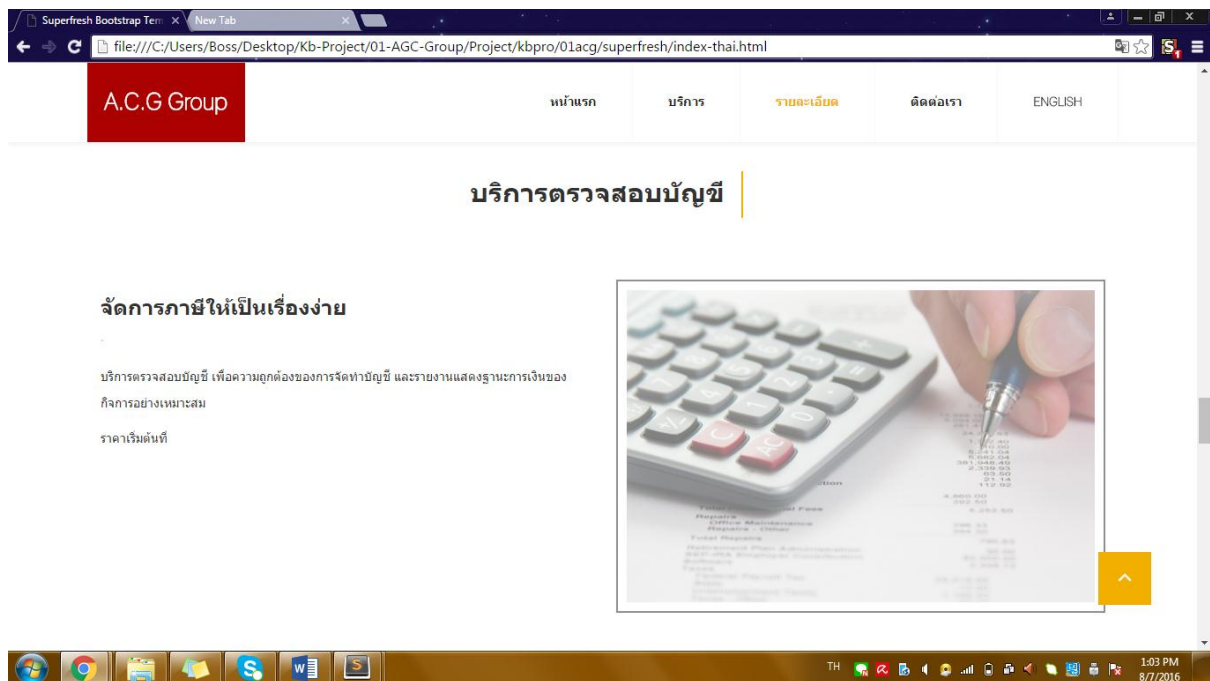 Superfresh Bootstrap Tem
New Tab
file:///C:/Users/Boss/Desktop/Kb-Project/01-AGC-Group/Project/kbpro/01acg/superfresh/index-thai.html
A.C.G Group
หน้าแรก
บริการ
รายละเอียด
ติดต่อเรา
ENGLISH
บริการตรวจสอบบัญชี
จัดการภาษีให้เป็นเรื่องง่าย
บริการตรวจสอบบัญชี เพื่อความถูกต้องของการจัดทำบัญชี และรายงานแสดงฐานะการเงินของ
กิจการอย่างเหมาะสม
ราคาเริ่มต้นที่
Repairs
Office Maintenance
Repairs - Other
Total Repairs
TH
1:03 PM
8/7/2016